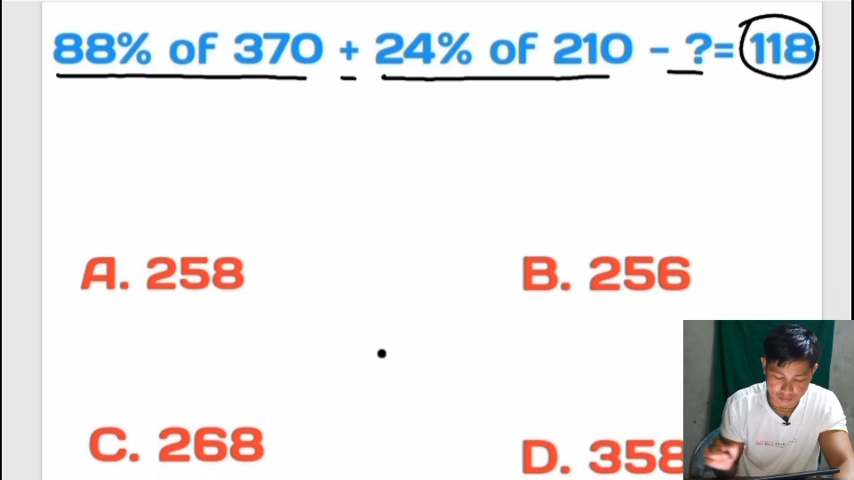 88% of 370 + 24% of 210 - ?= 118
A. 258
B. 256
C. 268
D. 358